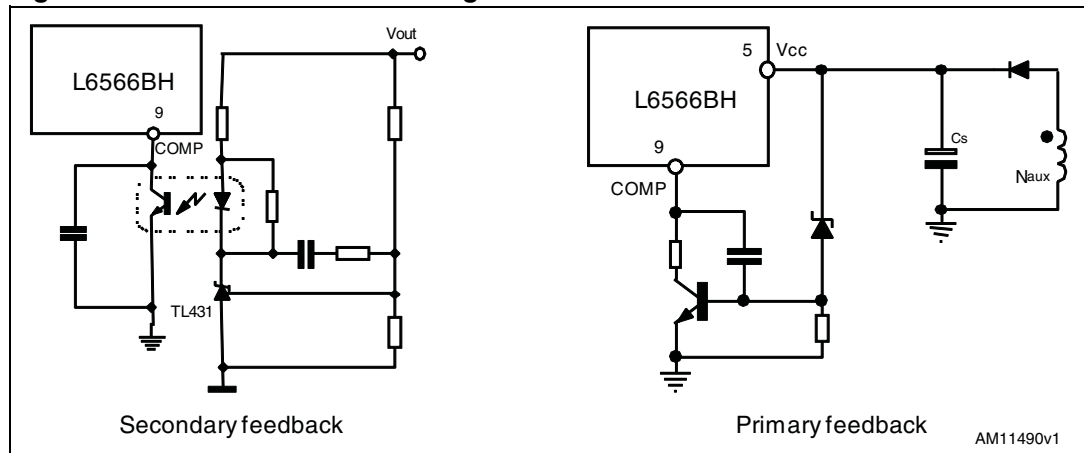 Vout
L6566BH
9
COMP
TL431
Secondary feedback
5 Vcc
L6566BH
9
COMP
Cs
Naux
Primary feedback
AM11490v1